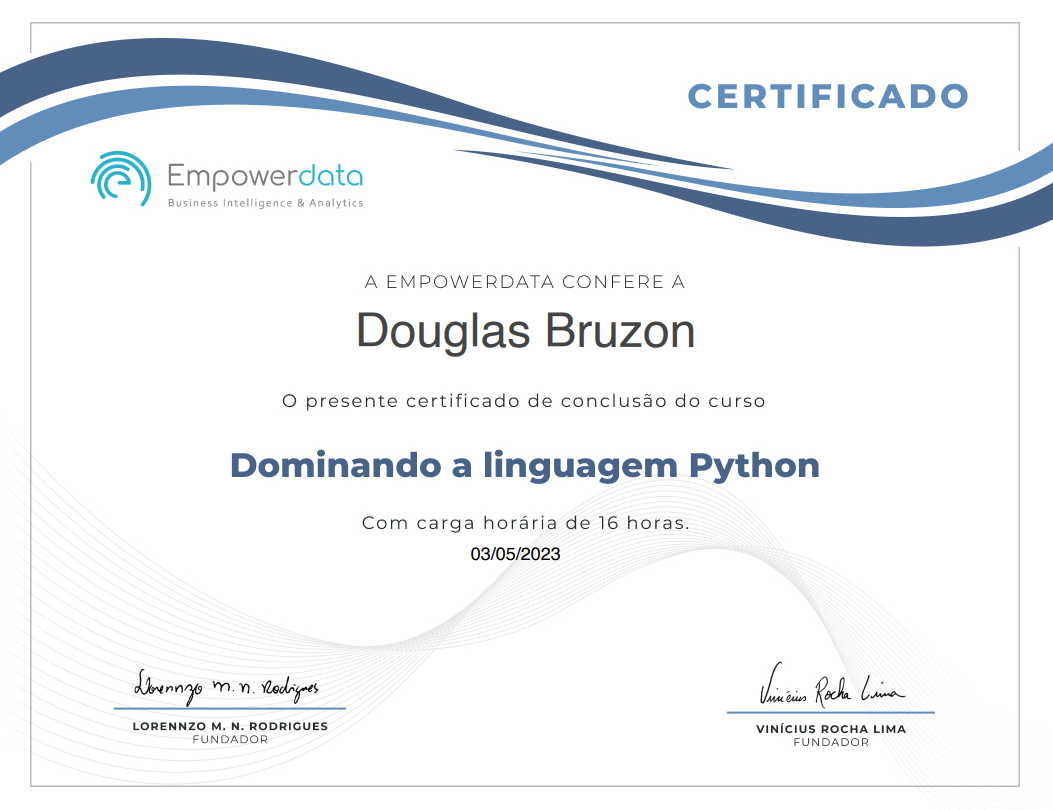 CERTIFICADO
Empowerdata
Business Intelligence & Analytics
A EMPOWERDATA CONFERE A
Douglas Bruzon
O presente certificado de conclusão do curso
Dominando a linguagem Python
Com carga horária de 16 horas.
03/05/2023
Lorennzo M. N. Rodrigues
LORENNZO M. N. RODRIGUES
FUNDADOR
Vinícius Rocha Lima
VINÍCIUS ROCHA LIMA
FUNDADOR